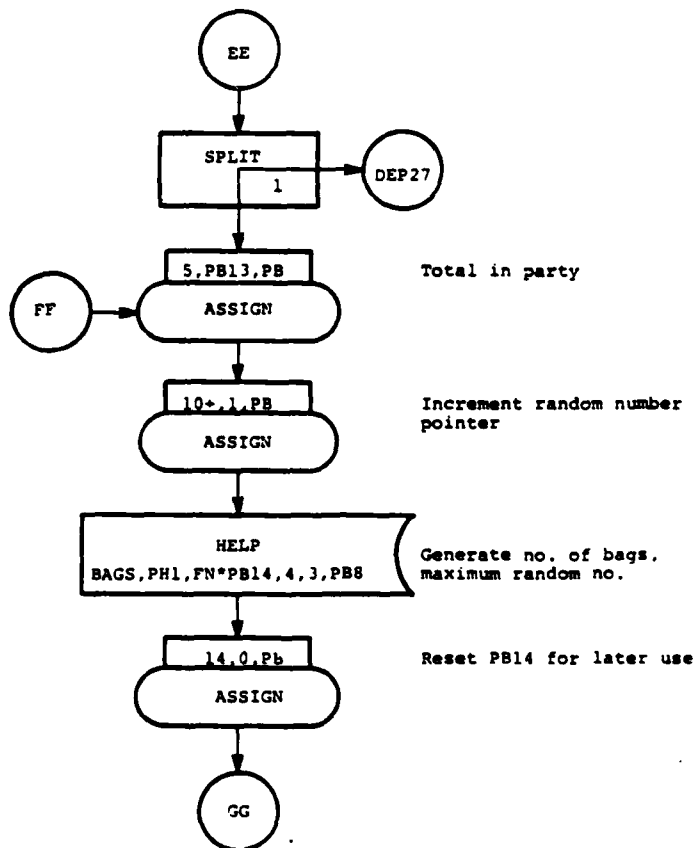 EE
SPLIT
1
DEP27
5,PB13,PB
Total in party
FF
ASSIGN
10+,1,PB
Increment random number
pointer
ASSIGN
HELP
BAGS,PH1,FN*PB14,4,3,PB8
Generate no. of bags,
maximum random no.
14,0,Pb
Reset PB14 for later use
ASSIGN
GG